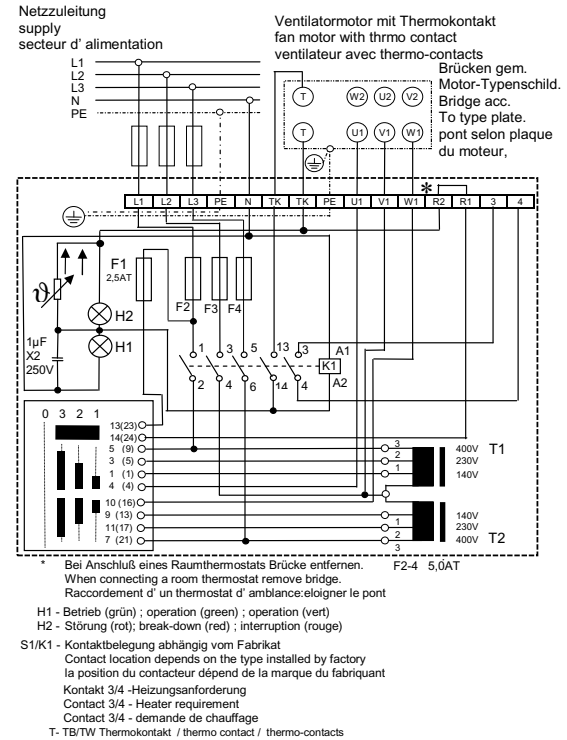 Netzzuleitung
supply
secteur d' alimentation
L1
L2
L3
N
PE
Ventilatormotor mit Thermokontakt
fan motor with thrmo contact
ventilateur avec thermo-contacts
T W2 U2 V2
T U1 V1 W1
Brücken gem.
Motor-Typenschild.
Bridge acc.
To type plate.
pont selon plaque
du moteur,
*
L1 L2 L3 PE N TK TK PE U1 V1 W1 R2 R1 3 4
F1
2,5AT
F2 F3 F4
ϑ
H2
H1
1µF
X2
250V
1 3 5 13 3 A1
K1
2 4 6 14 4 A2
0 3 2 1
13(23)
14(24)
5 (9)
3 (5)
1 (1)
4 (4)
10 (16)
9 (13)
11(17)
7 (21)
3 400V T1
2 230V
1 140V
140V
1 230V
2 400V T2
3
F2-4 5,0AT
* Bei Anschluß eines Raumthermostats Brücke entfernen.
When connecting a room thermostat remove bridge.
Raccordement d' un thermostat d' amblance:eloigner le pont
H1 - Betrieb (grün) ; operation (green) ; operation (vert)
H2 - Störung (rot); break-down (red) ; interruption (rouge)
S1/K1 - Kontaktbelegung abhängig vom Fabrikat
Contact location depends on the type installed by factory
la position du contacteur dépend de la marque du fabriquant
Kontakt 3/4 -Heizungsanforderung
Contact 3/4 - Heater requirement
Contact 3/4 - demande de chauffage
T- TB/TW Thermokontakt / thermo contact / thermo-contacts